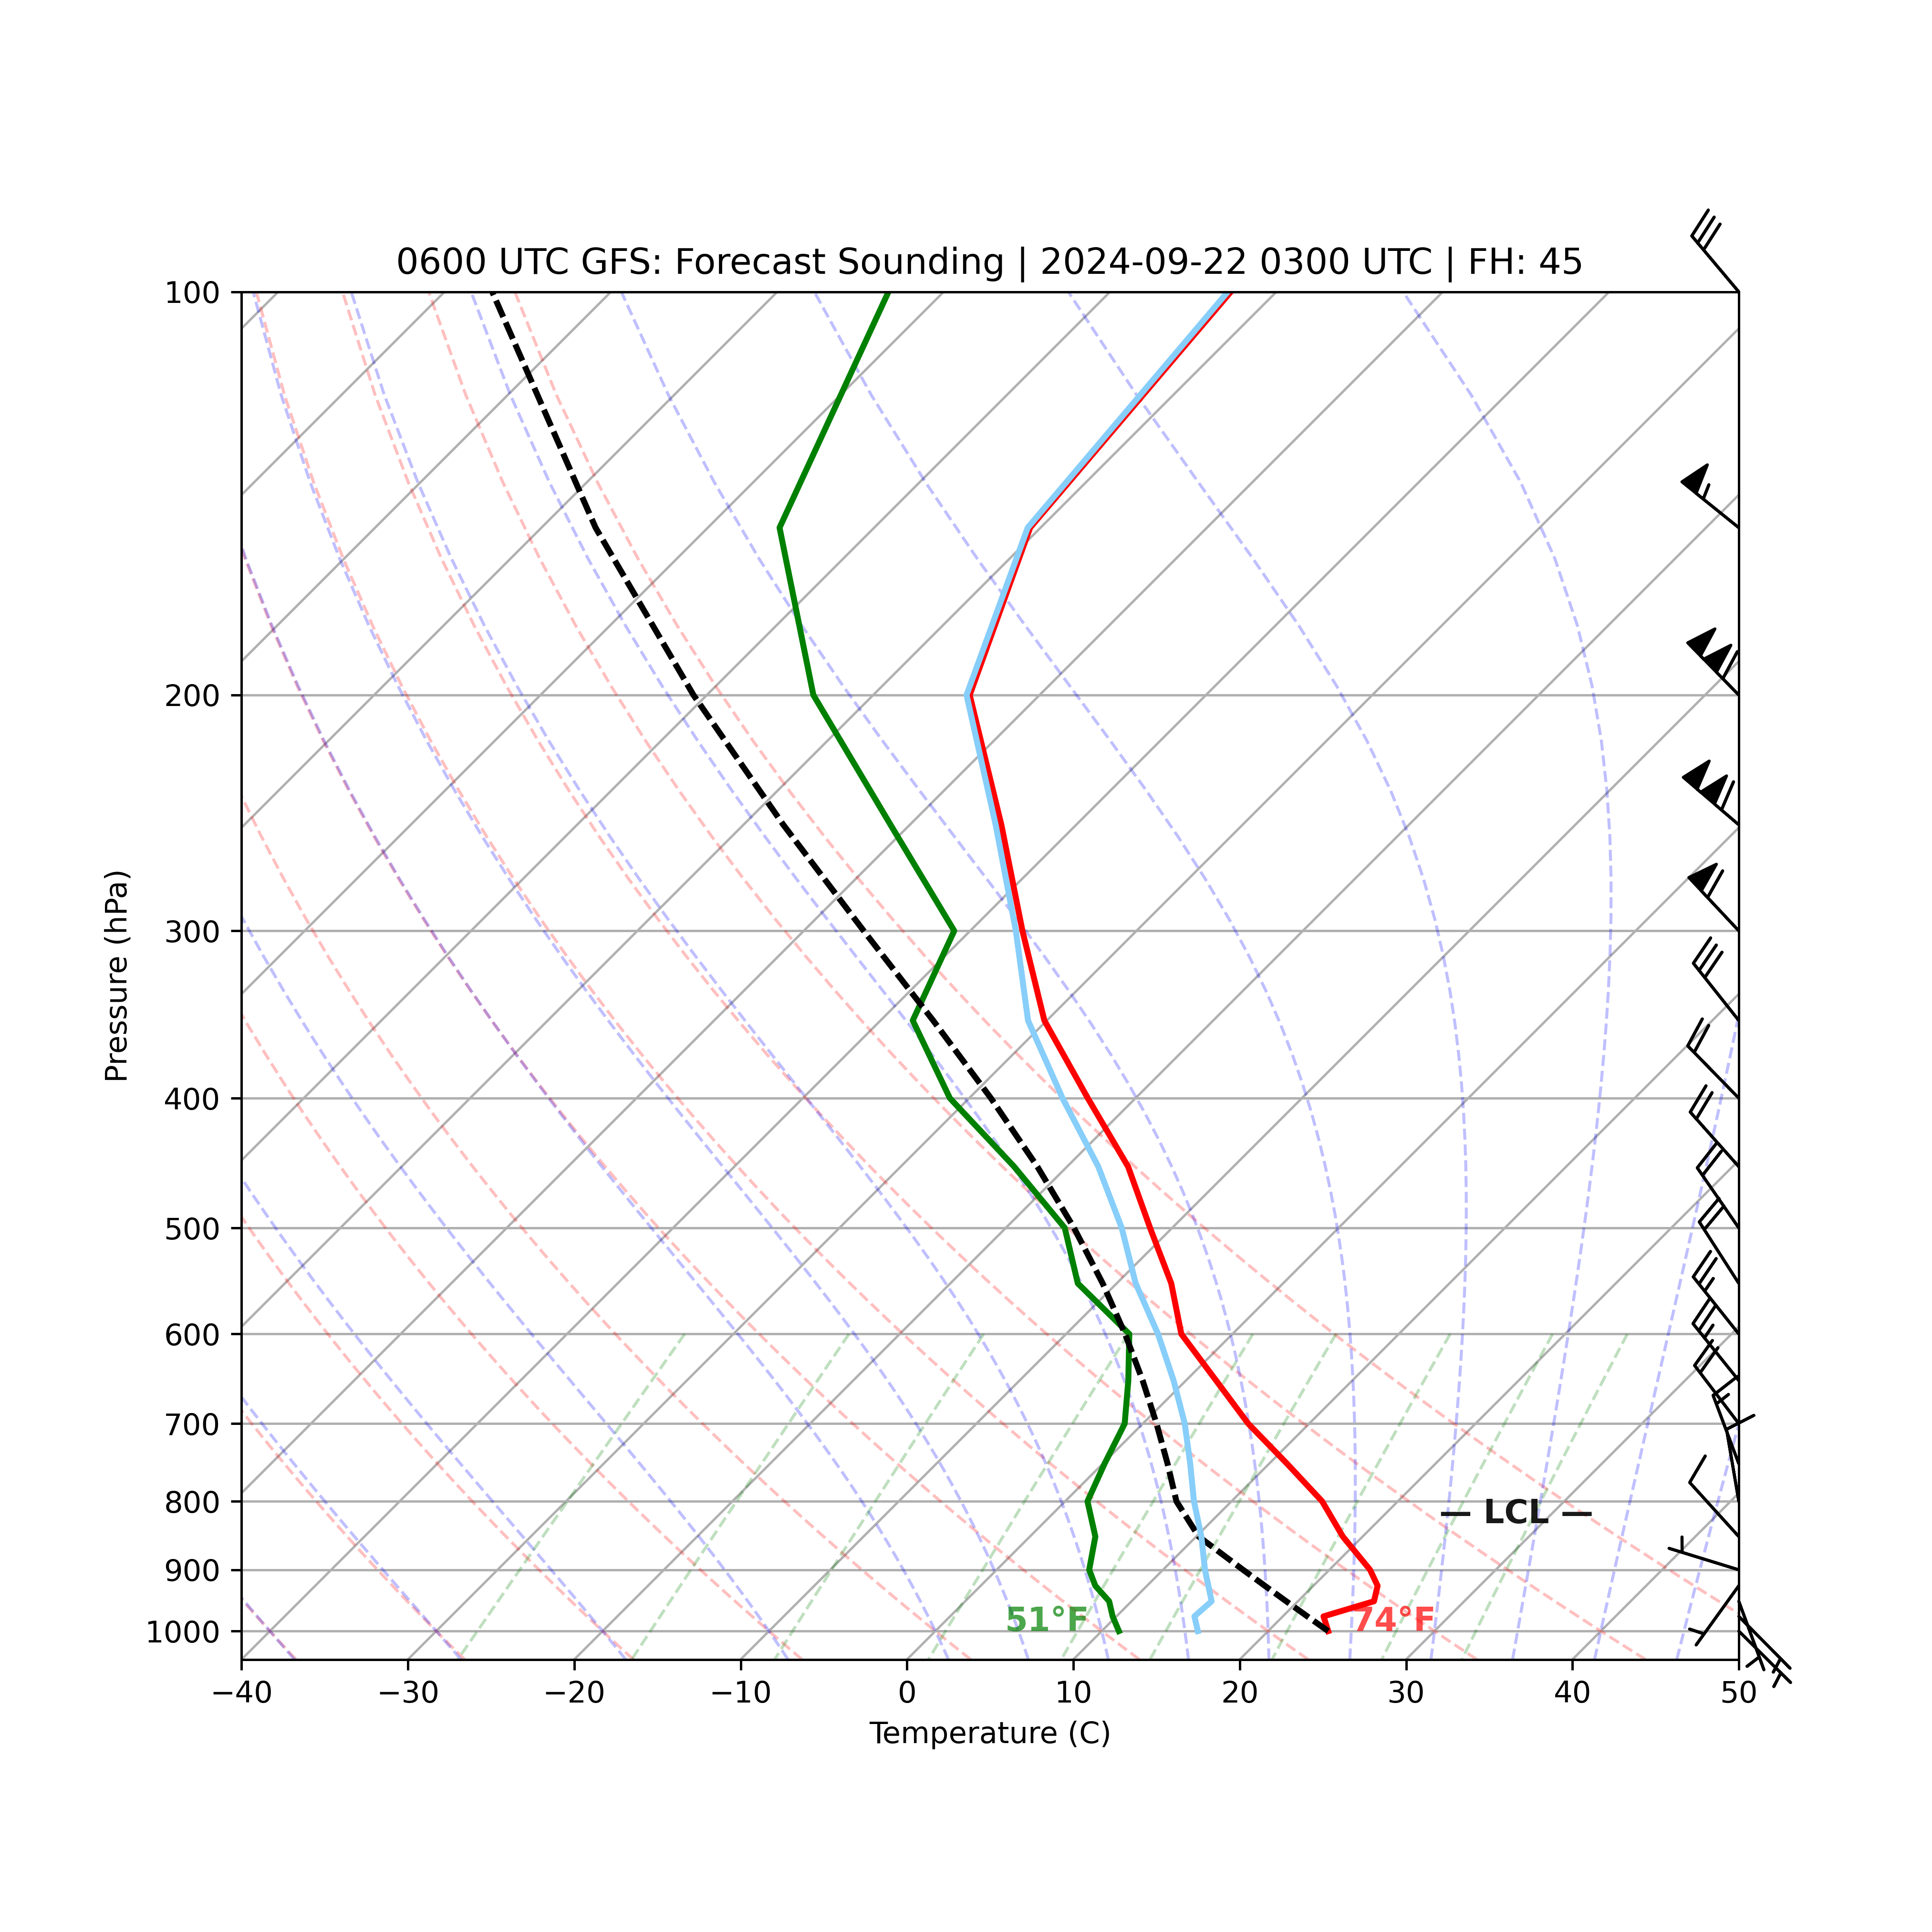 0600 UTC GFS: Forecast Sounding | 2024-09-22 0300 UTC | FH: 45
100
200
300
400
500
600
700
800
900
1000
Pressure (hPa)
— LCL —
51°F
74°F
−40 −30 −20 −10 0 10 20 30 40 50
Temperature (C)